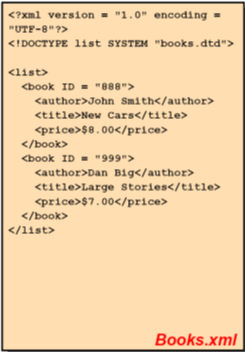 <?xml version = "1.0" encoding =
"UTF-8"?>
<!DOCTYPE list SYSTEM "books.dtd">
<list>
<book ID = "888">
<author>John Smith</author>
<title>New Cars</title>
<price>$8.00</price>
</book>
<book ID = "999">
<author>Dan Big</author>
<title>Large Stories</title>
<price>$7.00</price>
</book>
</list>
Books.xml